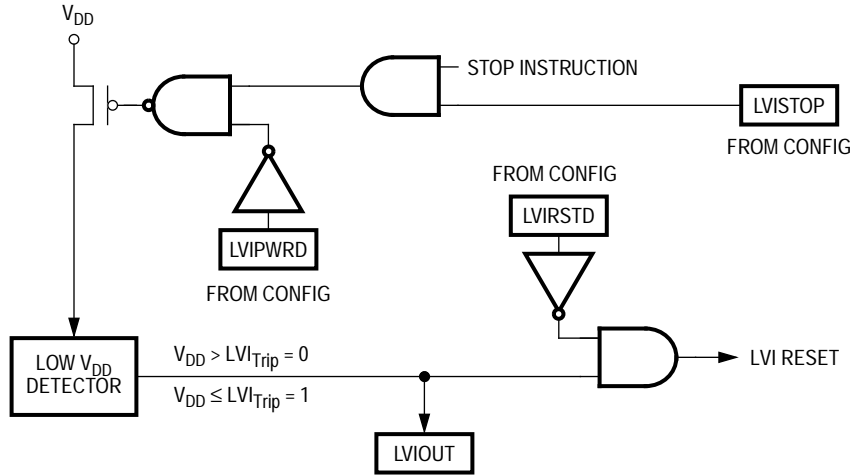 VDD
STOP INSTRUCTION
LVISTOP
FROM CONFIG
FROM CONFIG
LVIRSTD
LVIPWRD
FROM CONFIG
LOW VDD
DETECTOR
VDD > LVITrip = 0
VDD ≤ LVITrip = 1
LVI RESET
LVIOUT